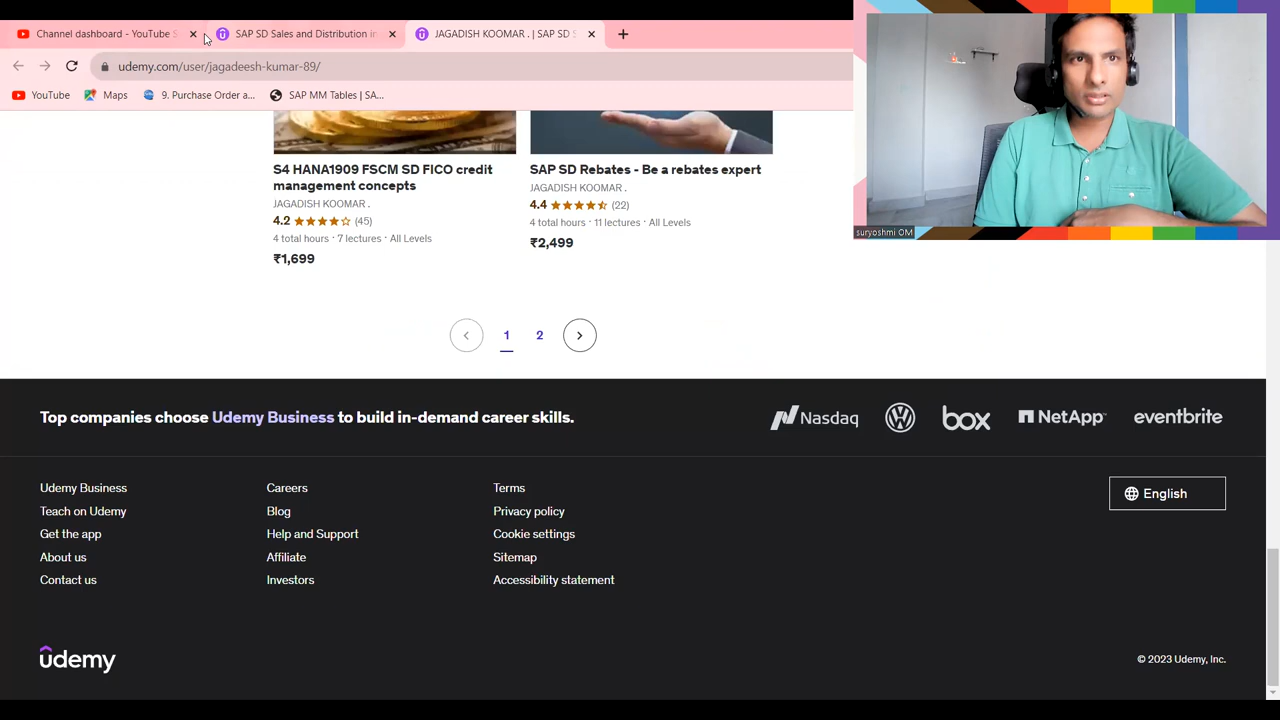 Channel dashboard - YouTube S
SAP SD Sales and Distribution in
JAGADISH KOOMAR . | SAP SD S
udemy.com/user/jagadeesh-kumar-89/
YouTube
Maps
9. Purchase Order a...
SAP MM Tables | SA...
suryoshmi OM
S4 HANA1909 FSCM SD FICO credit
management concepts
JAGADISH KOOMAR .
4.2 (45)
4 total hours · 7 lectures · All Levels
₹1,699
SAP SD Rebates - Be a rebates expert
JAGADISH KOOMAR .
4.4 (22)
4 total hours · 11 lectures · All Levels
₹2,499
1 2
Top companies choose Udemy Business to build in-demand career skills.
Nasdaq
VW
box
NetApp
eventbrite
Udemy Business
Teach on Udemy
Get the app
About us
Contact us
Careers
Blog
Help and Support
Affiliate
Investors
Terms
Privacy policy
Cookie settings
Sitemap
Accessibility statement
English
udemy
© 2023 Udemy, Inc.